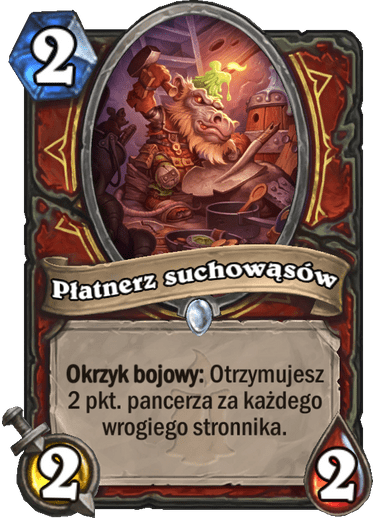 2
Płatnerz suchowąsów
Okrzyk bojowy: Otrzymujesz
2 pkt. pancerza za każdego
wrogiego stronnika.
2
2